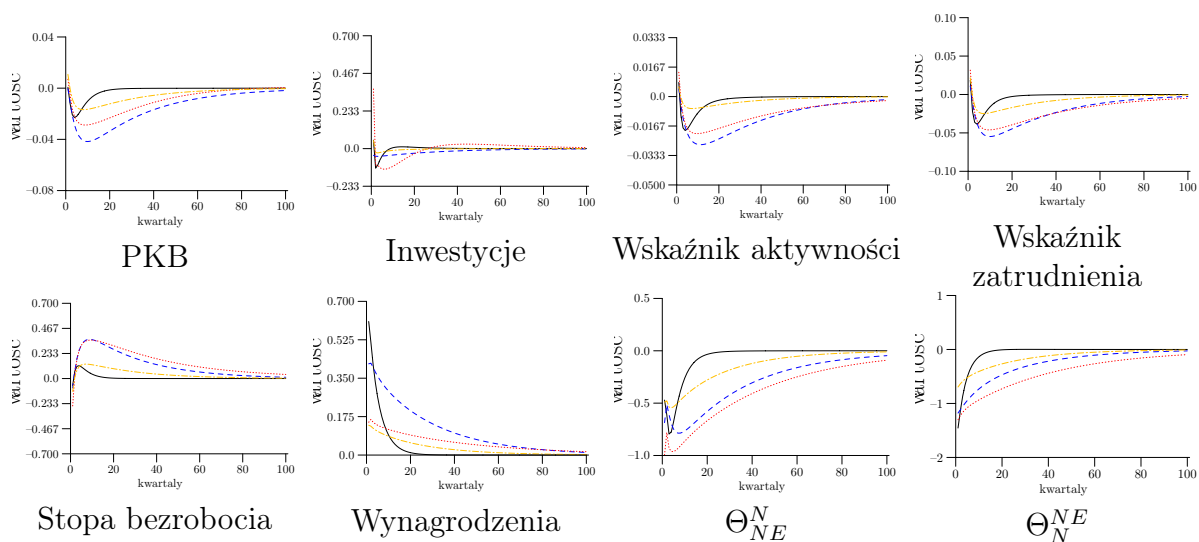 0.04
0.0
−0.04
−0.08
0 20 40 60 80 100
kwartaly
PKB
0.700
0.467
0.233
0.0
−0.233
0 20 40 60 80 100
kwartaly
Inwestycje
0.0333
0.0167
0.0
−0.0167
−0.0333
−0.0500
0 20 40 60 80 100
kwartaly
Wskaźnik aktywności
0.10
0.05
0.0
−0.05
−0.10
0 20 40 60 80 100
kwartaly
Wskaźnik
zatrudnienia
0.700
0.467
0.233
0.0
−0.233
−0.467
−0.700
0 20 40 60 80 100
kwartaly
Stopa bezrobocia
0.700
0.525
0.350
0.175
0.0
0 20 40 60 80 100
kwartaly
Wynagrodzenia
0.5
0.0
−0.5
−1.0
0 20 40 60 80 100
kwartaly
Θ^N_NE
1
0
−1
−2
0 20 40 60 80 100
kwartaly
Θ^NE_N